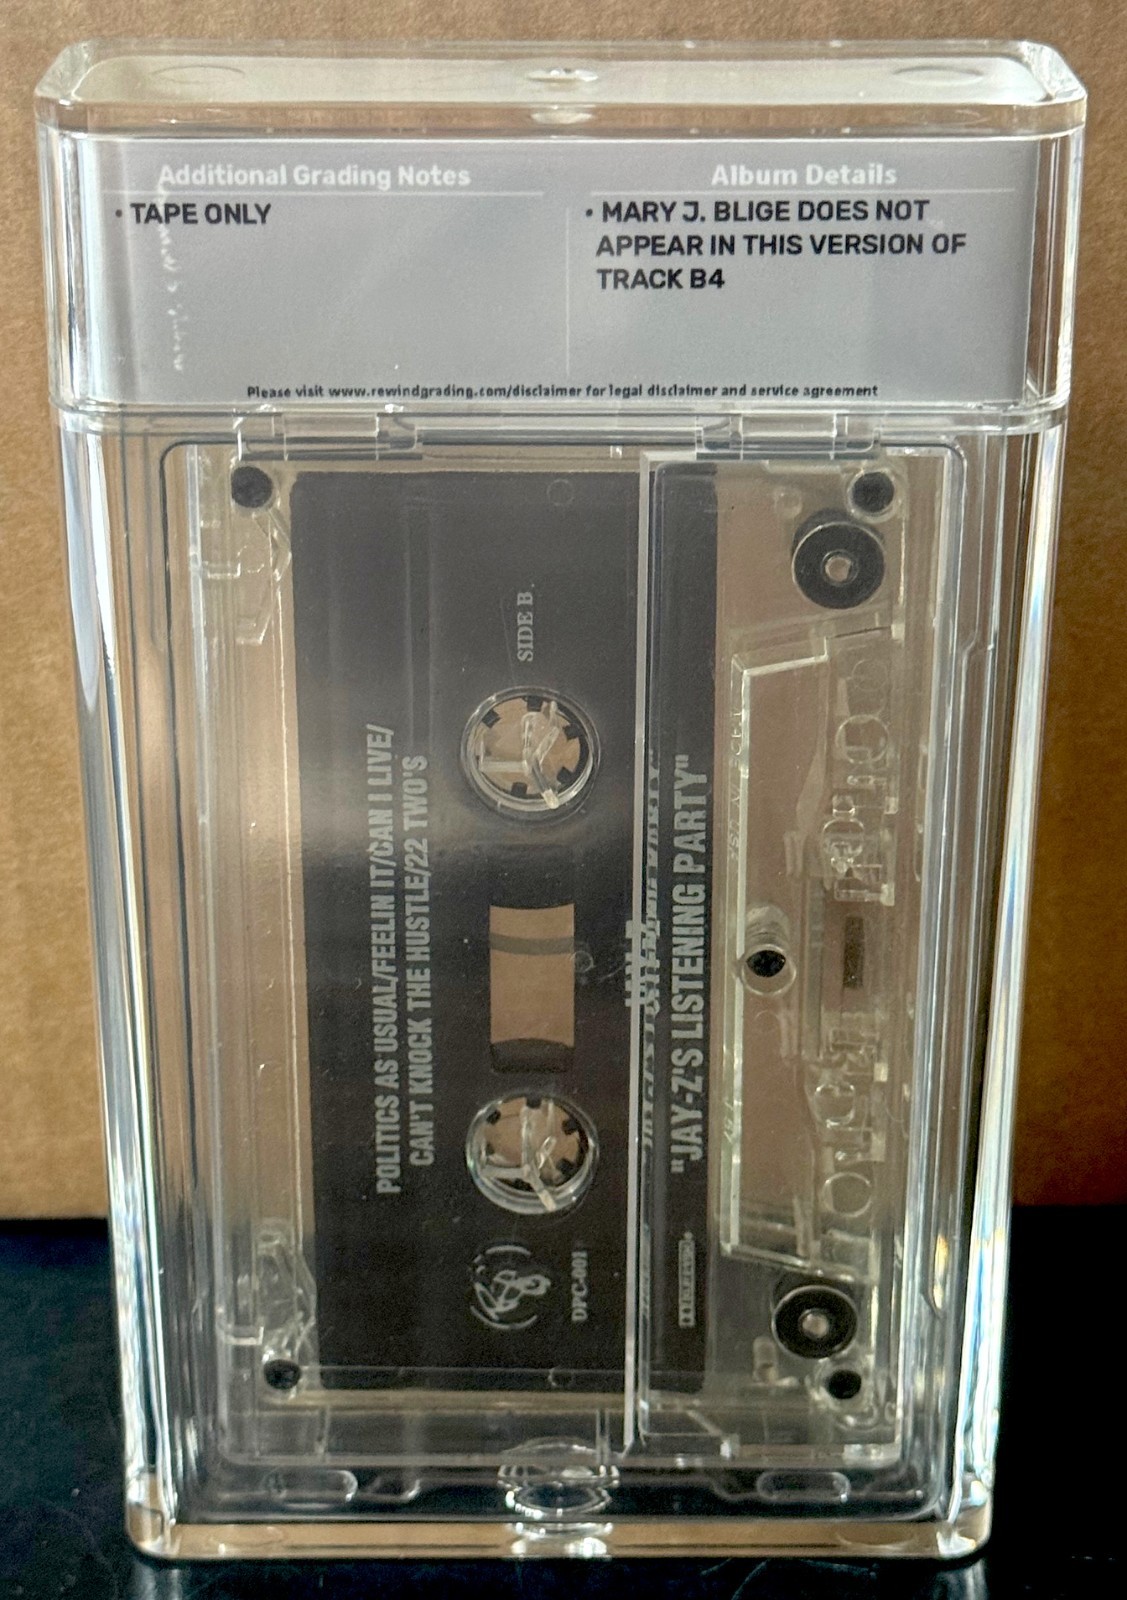 Additional Grading Notes
• TAPE ONLY
Album Details
• MARY J. BLIGE DOES NOT
APPEAR IN THIS VERSION OF
TRACK B4
Please visit www.rewindgrading.com/disclaimer for legal disclaimer and service agreement
POLITICS AS USUAL/FEELIN IT/CAN I LIVE/
CAN'T KNOCK THE HUSTLE/22 TWO'S
SIDE B
DPC-001
JAY-Z
"JAY-Z'S LISTENING PARTY"